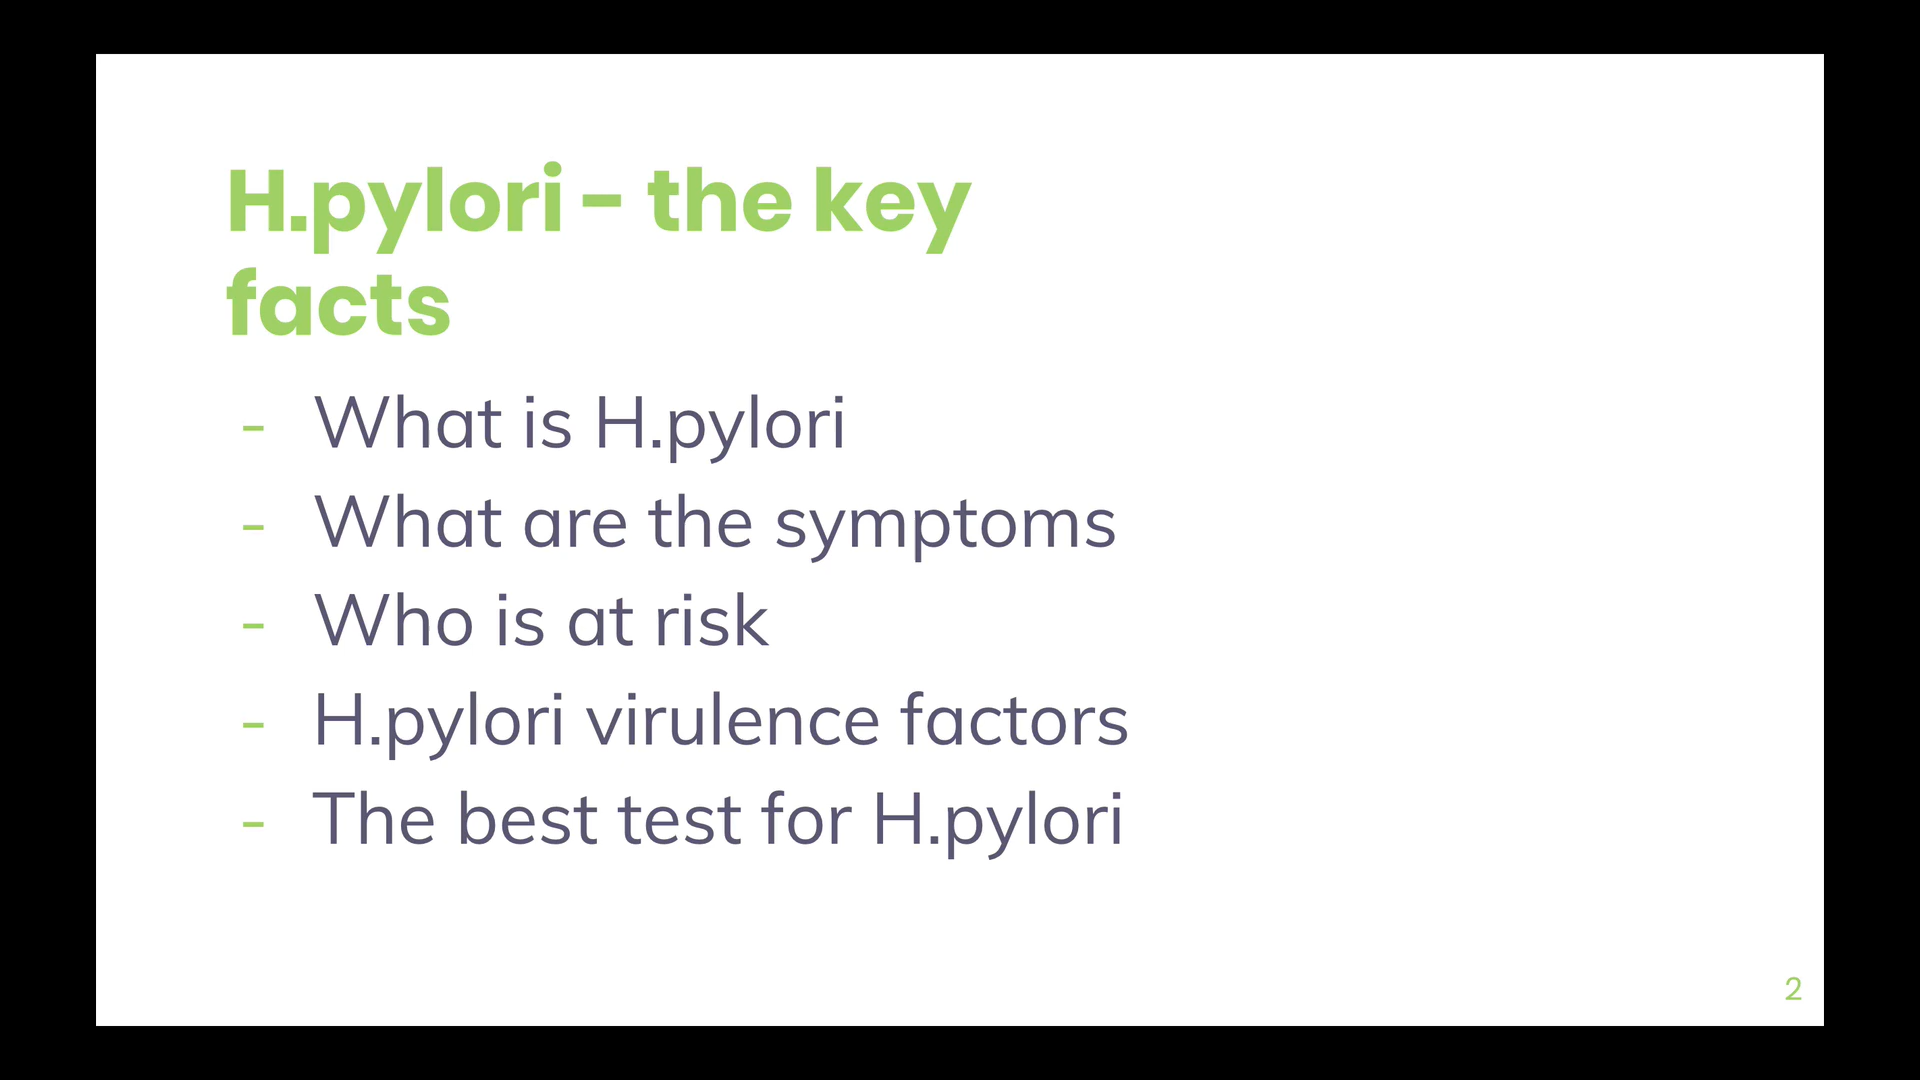 H.pylori - the key
facts
- What is H.pylori
- What are the symptoms
- Who is at risk
- H.pylori virulence factors
- The best test for H.pylori
2